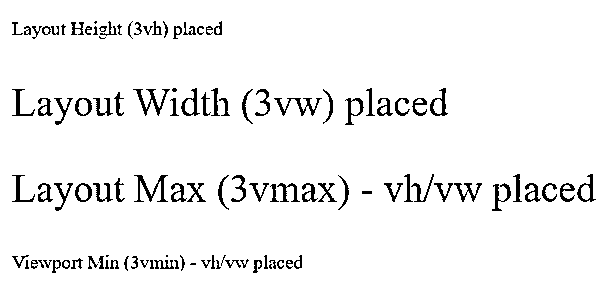 Layout Height (3vh) placed
Layout Width (3vw) placed
Layout Max (3vmax) - vh/vw placed
Viewport Min (3vmin) - vh/vw placed